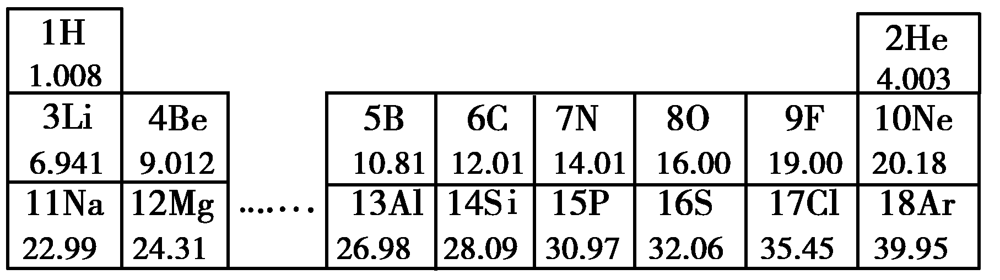 1H 2He
1.008 4.003
3Li 4Be 5B 6C 7N 8O 9F 10Ne
6.941 9.012 10.81 12.01 14.01 16.00 19.00 20.18
11Na 12Mg ....... 13Al 14Si 15P 16S 17Cl 18Ar
22.99 24.31 26.98 28.09 30.97 32.06 35.45 39.95